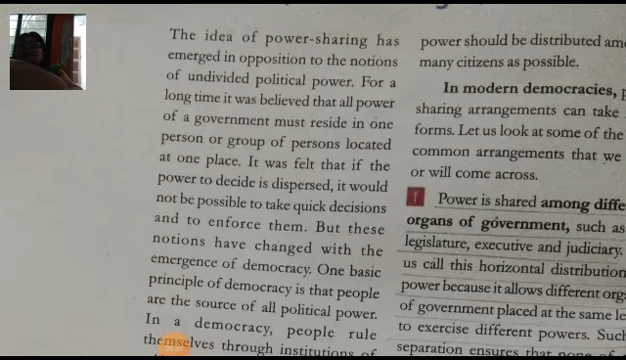 The idea of power-sharing has
emerged in opposition to the notions
of undivided political power. For a
long time it was believed that all power
of a government must reside in one
person or group of persons located
at one place. It was felt that if the
power to decide is dispersed, it would
not be possible to take quick decisions
and to enforce them. But these
notions have changed with the
emergence of democracy. One basic
principle of democracy is that people
are the source of all political power.
In a democracy, people rule
themselves through institutions of
power should be distributed am
many citizens as possible.
In modern democracies, p
sharing arrangements can take
forms. Let us look at some of the
common arrangements that we
or will come across.
Power is shared among diffe
organs of government, such as
legislature, executive and judiciary.
us call this horizontal distribution
power because it allows different org
of government placed at the same le
to exercise different powers. Such
separation ensures that none of